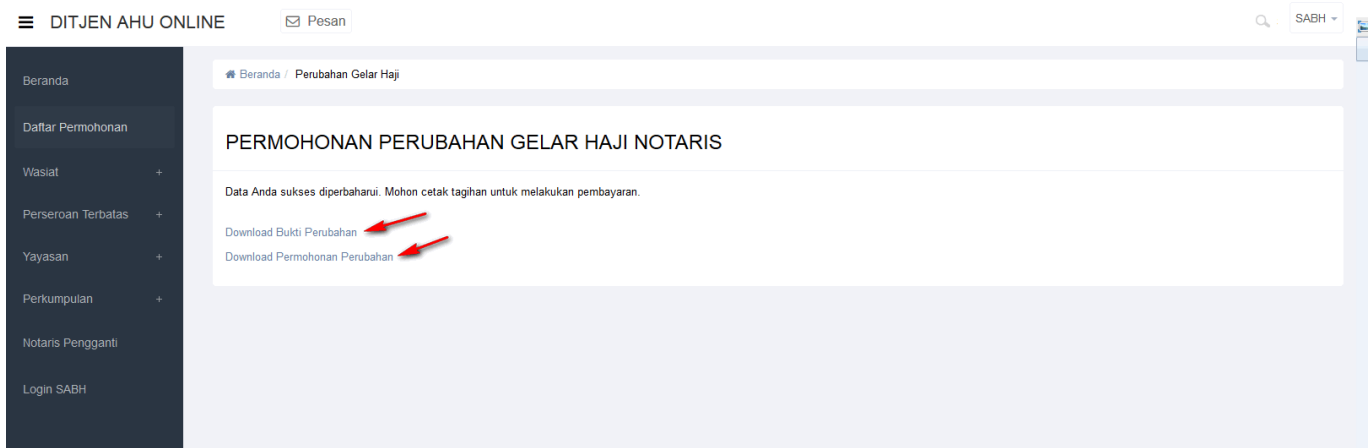 DITJEN AHU ONLINE
Pesan
SABH
Beranda
Daftar Permohonan
Wasiat +
Perseroan Terbatas +
Yayasan +
Perkumpulan +
Notaris Pengganti
Login SABH
Beranda / Perubahan Gelar Haji
PERMOHONAN PERUBAHAN GELAR HAJI NOTARIS
Data Anda sukses diperbaharui. Mohon cetak tagihan untuk melakukan pembayaran.
Download Bukti Perubahan
Download Permohonan Perubahan